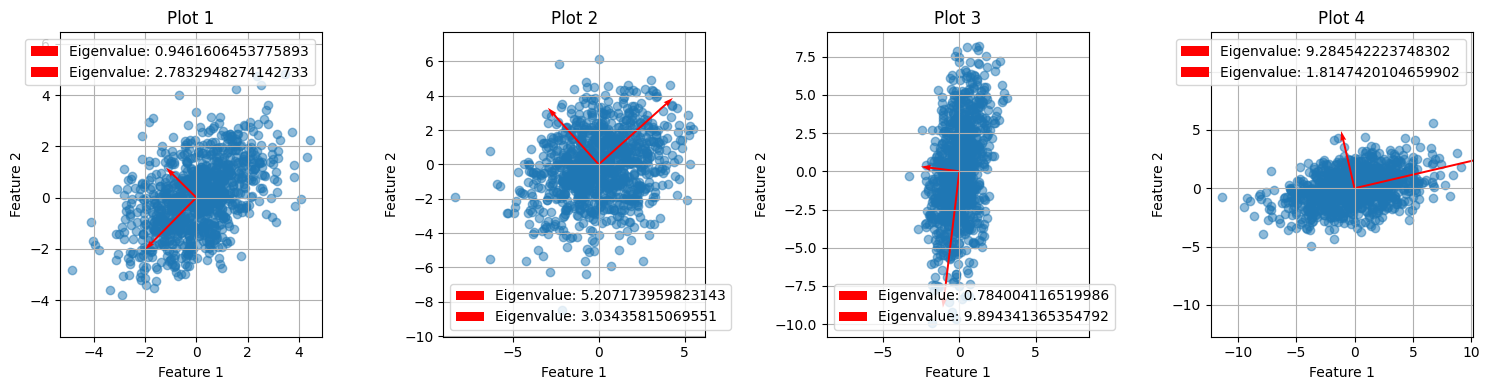 Plot 1
Eigenvalue: 0.9461606453775893
Eigenvalue: 2.7832948274142733
Feature 2
4
2
0
−2
−4
−4
−2
0
2
4
Feature 1
Plot 2
Eigenvalue: 5.207173959823143
Eigenvalue: 3.03435815069551
Feature 2
6
4
2
0
−2
−4
−6
−8
−10
−5
0
5
Feature 1
Plot 3
Eigenvalue: 0.784004116519986
Eigenvalue: 9.894341365354792
Feature 2
7.5
5.0
2.5
0.0
−2.5
−5.0
−7.5
−10.0
−5
0
5
Feature 1
Plot 4
Eigenvalue: 9.284542223748302
Eigenvalue: 1.8147420104659902
Feature 2
5
0
−5
−10
−10
−5
0
5
10
Feature 1